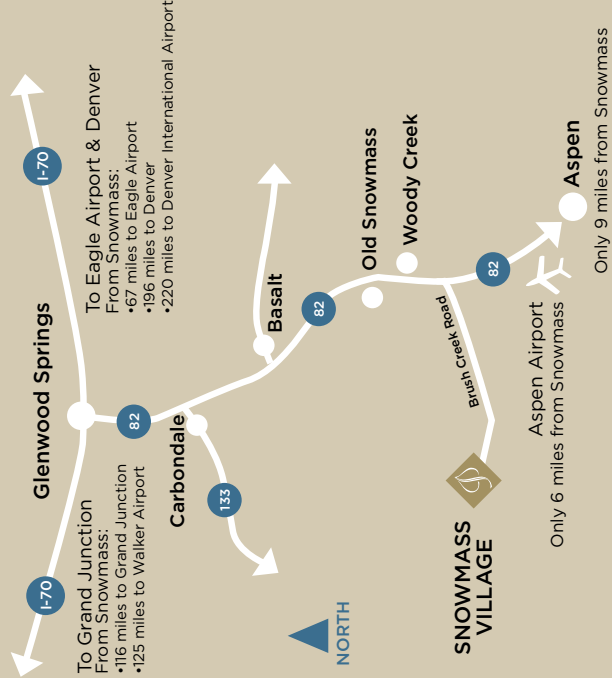 Glenwood Springs
I-70
I-70
To Grand Junction
From Snowmass:
•116 miles to Grand Junction
•125 miles to Walker Airport
To Eagle Airport & Denver
From Snowmass:
•67 miles to Eagle Airport
•196 miles to Denver
•220 miles to Denver International Airport
82
Carbondale
133
Basalt
82
Old Snowmass
Woody Creek
NORTH
Brush Creek Road
82
SNOWMASS
VILLAGE
Aspen Airport
Only 6 miles from Snowmass
Aspen
Only 9 miles from Snowmass